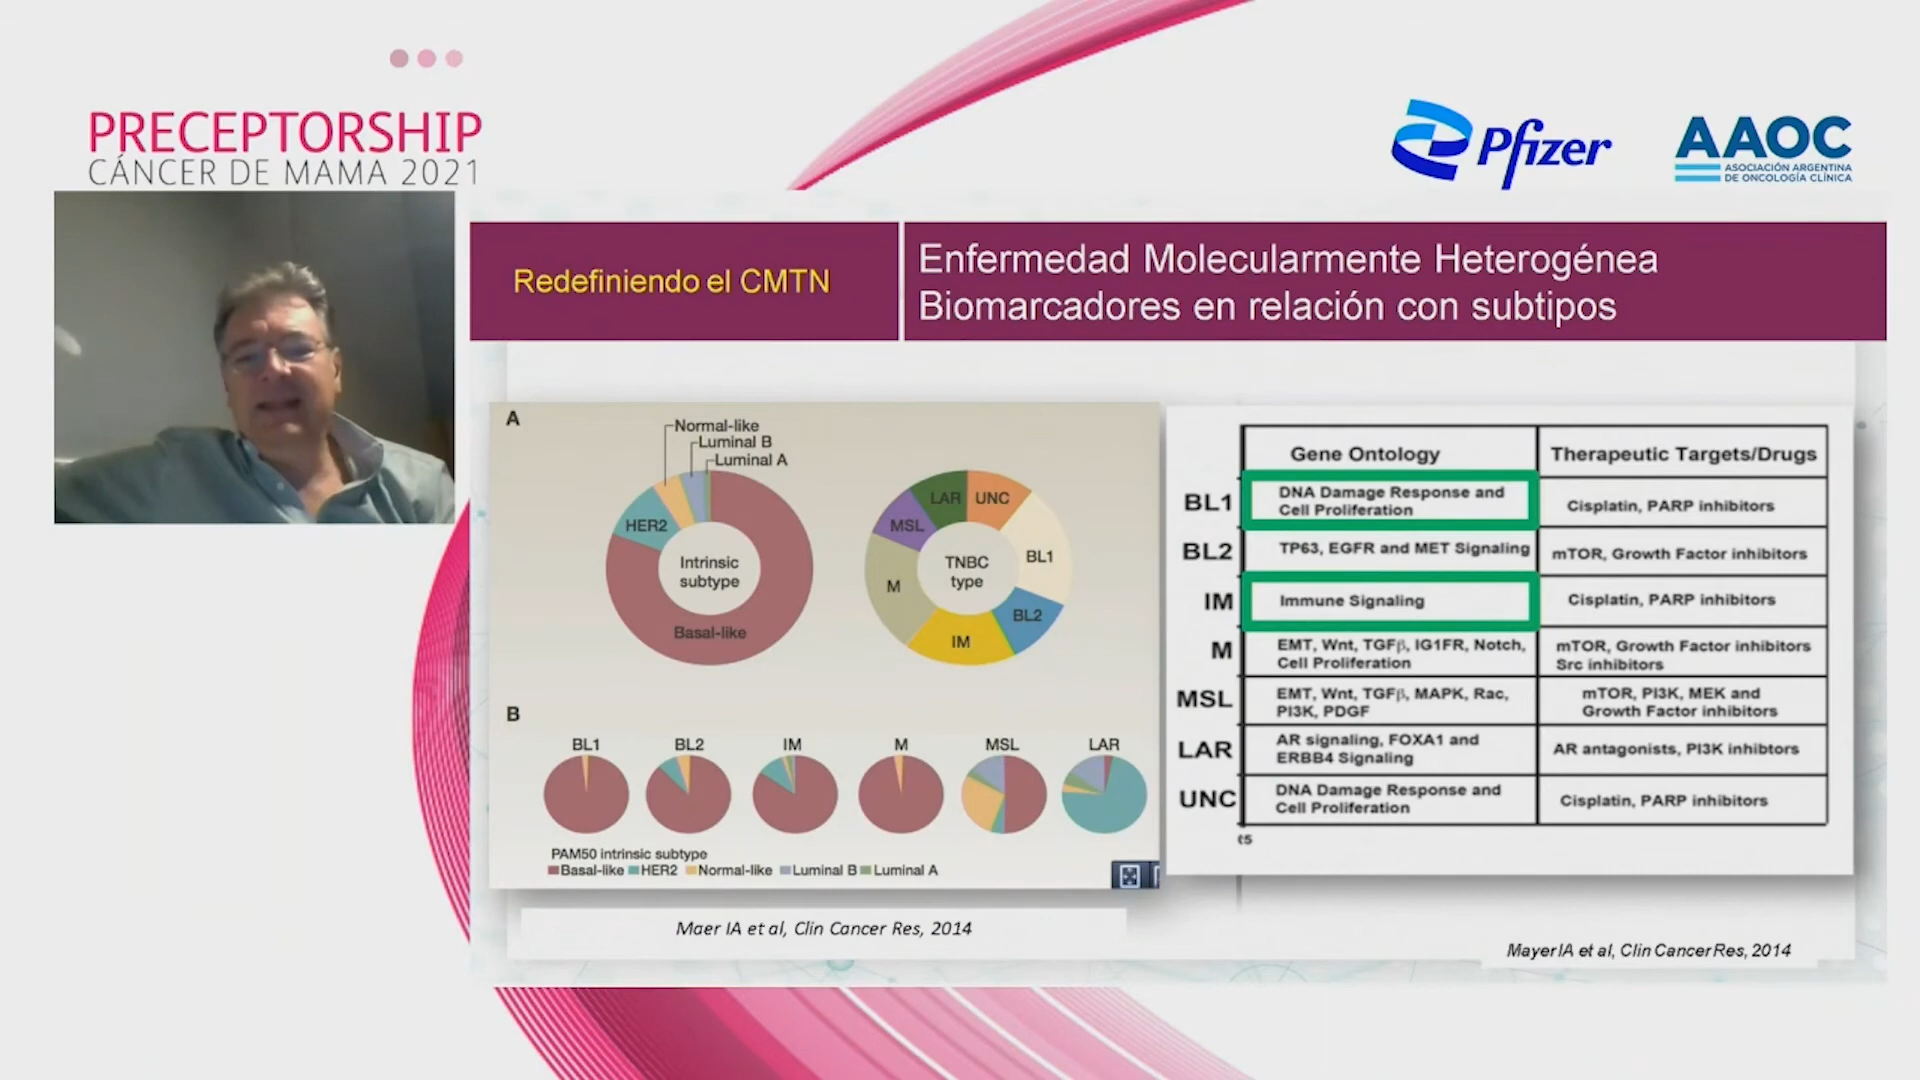 PRECEPTORSHIP
CÁNCER DE MAMA 2021
Pfizer
AAOC
ASOCIACIÓN ARGENTINA
DE ONCOLOGÍA CLÍNICA
Redefiniendo el CMTN
Enfermedad Molecularmente Heterogénea
Biomarcadores en relación con subtipos
A
Normal-like
Luminal B
Luminal A
HER2
Intrinsic
subtype
Basal-like
LAR
UNC
MSL
BL1
TNBC
type
M
BL2
IM
B
BL1
BL2
IM
M
MSL
LAR
PAM50 intrinsic subtype
Basal-like HER2 Normal-like Luminal B Luminal A
Maer IA et al, Clin Cancer Res, 2014
Gene Ontology
Therapeutic Targets/Drugs
BL1
DNA Damage Response and
Cell Proliferation
Cisplatin, PARP inhibitors
BL2
TP63, EGFR and MET Signaling
mTOR, Growth Factor inhibitors
IM
Immune Signaling
Cisplatin, PARP inhibitors
M
EMT, Wnt, TGFβ, IG1FR, Notch,
Cell Proliferation
mTOR, Growth Factor inhibitors
Src inhibitors
MSL
EMT, Wnt, TGFβ, MAPK, Rac,
PI3K, PDGF
mTOR, PI3K, MEK and
Growth Factor inhibitors
LAR
AR signaling, FOXA1 and
ERBB4 Signaling
AR antagonists, PI3K inhibtors
UNC
DNA Damage Response and
Cell Proliferation
Cisplatin, PARP inhibitors
Mayer IA et al, Clin Cancer Res, 2014